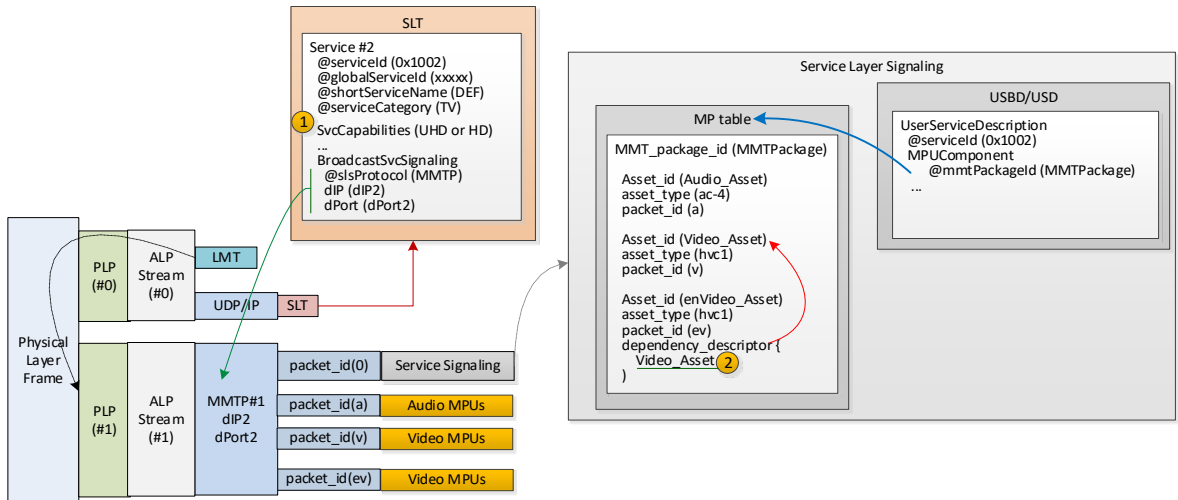 SLT
Service #2
@serviceId (0x1002)
@globalServiceId (xxxxx)
@shortServiceName (DEF)
@serviceCategory (TV)
1
SvcCapabilities (UHD or HD)
...
BroadcastSvcSignaling
@slsProtocol (MMTP)
dIP (dIP2)
dPort (dPort2)
Service Layer Signaling
MP table
MMT_package_id (MMTPackage)
Asset_id (Audio_Asset)
asset_type (ac-4)
packet_id (a)
Asset_id (Video_Asset)
asset_type (hvc1)
packet_id (v)
Asset_id (enVideo_Asset)
asset_type (hvc1)
packet_id (ev)
dependency_descriptor {
Video_Asset
2
}
USBD/USD
UserServiceDescription
@serviceId (0x1002)
MPUComponent
@mmtPackageId (MMTPackage)
...
Physical
Layer
Frame
PLP
(#0)
ALP
Stream
(#0)
LMT
UDP/IP
SLT
PLP
(#1)
ALP
Stream
(#1)
MMTP#1
dIP2
dPort2
packet_id(0)
Service Signaling
packet_id(a)
Audio MPUs
packet_id(v)
Video MPUs
packet_id(ev)
Video MPUs